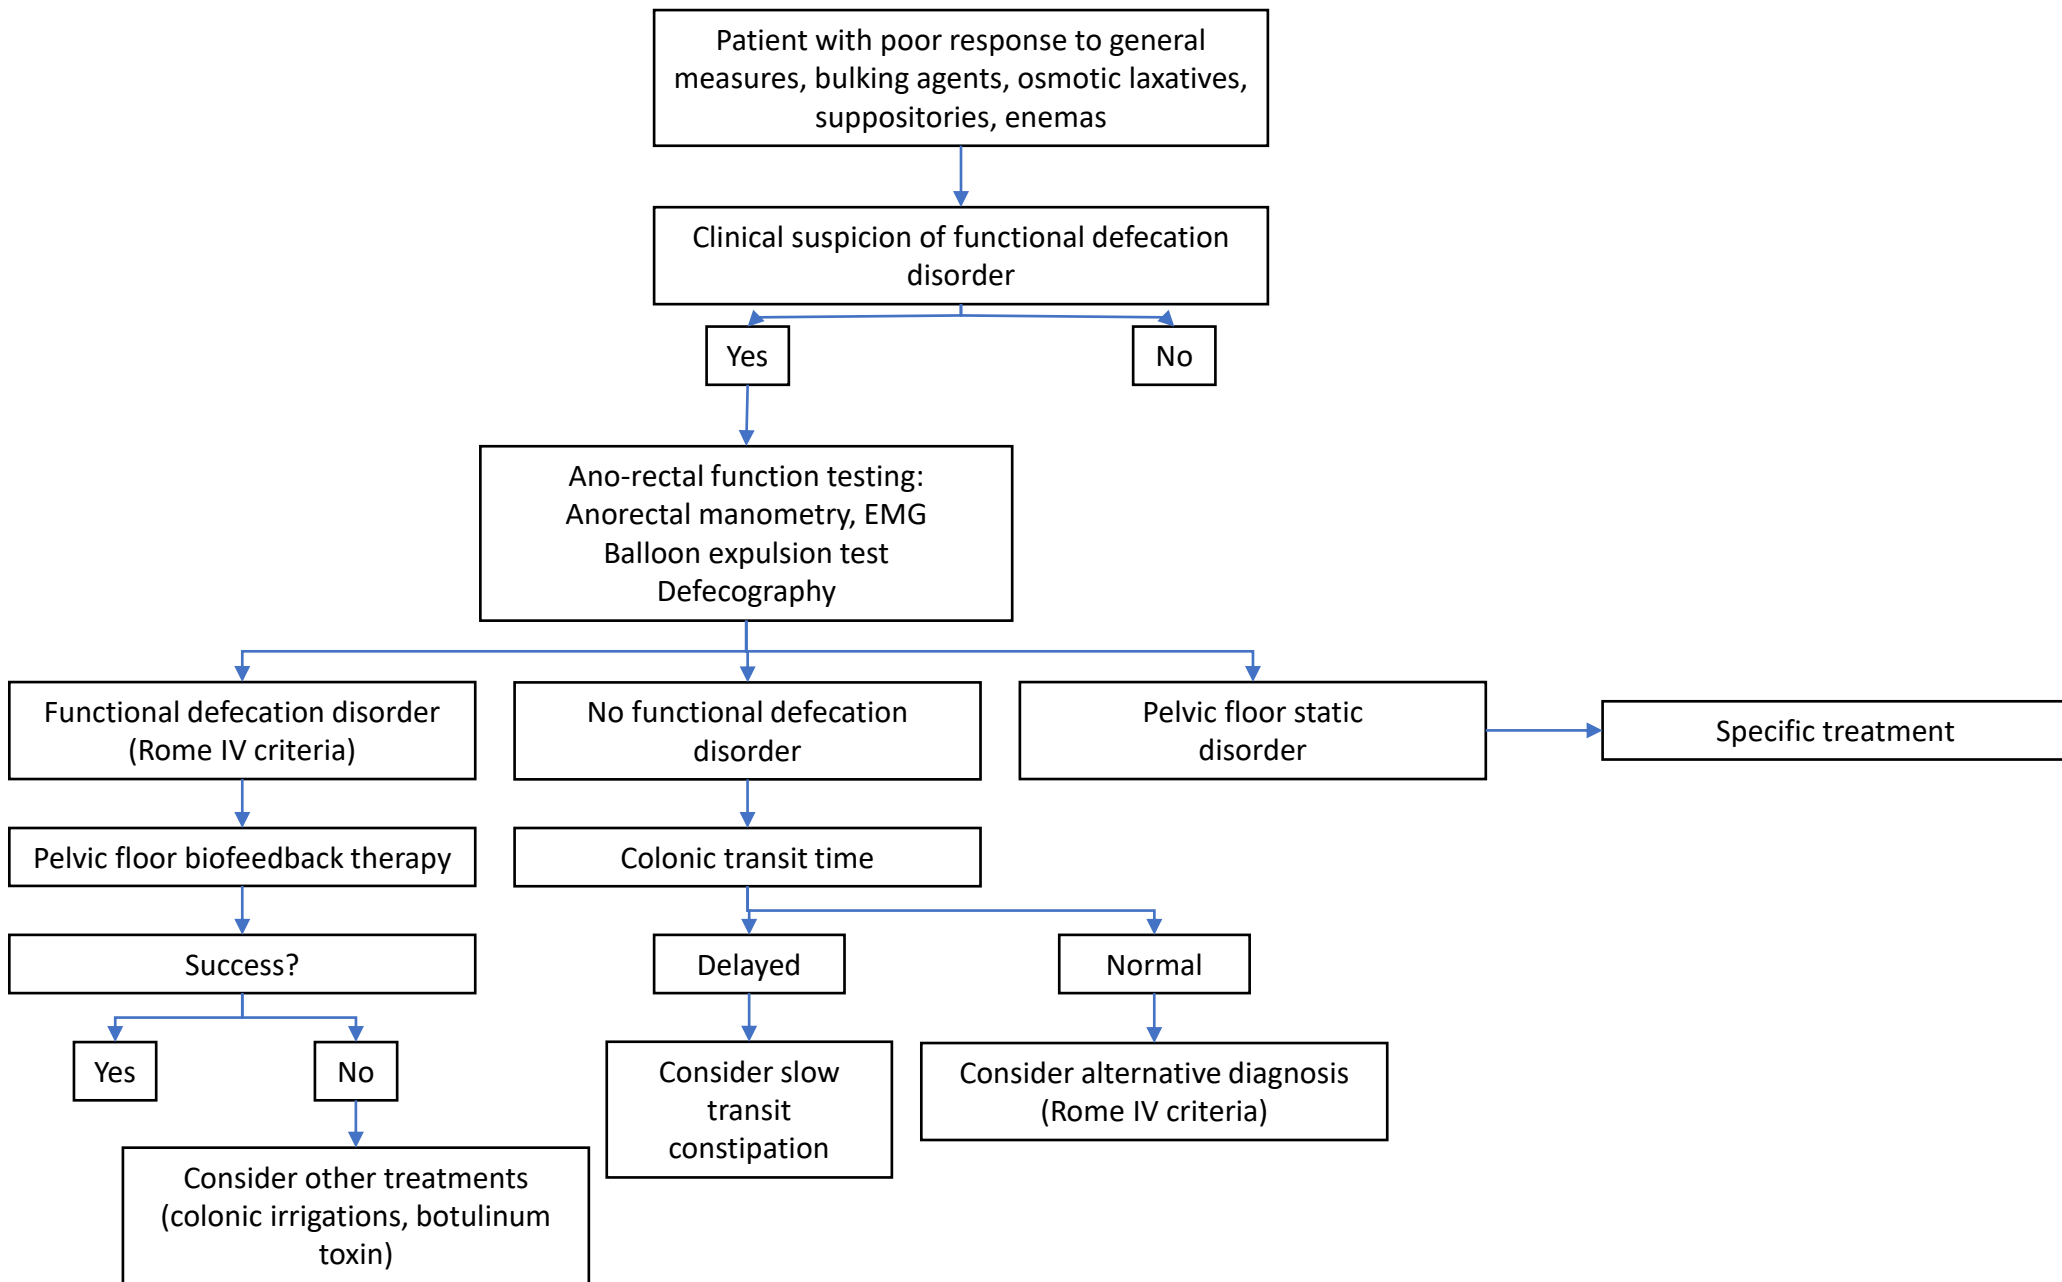 Patient with poor response to general
measures, bulking agents, osmotic laxatives,
suppositories, enemas
Clinical suspicion of functional defecation
disorder
Yes
No
Ano-rectal function testing:
Anorectal manometry, EMG
Balloon expulsion test
Defecography
Functional defecation disorder
(Rome IV criteria)
No functional defecation
disorder
Pelvic floor static
disorder
Specific treatment
Pelvic floor biofeedback therapy
Colonic transit time
Success?
Delayed
Normal
Yes
No
Consider slow
transit
constipation
Consider alternative diagnosis
(Rome IV criteria)
Consider other treatments
(colonic irrigations, botulinum
toxin)